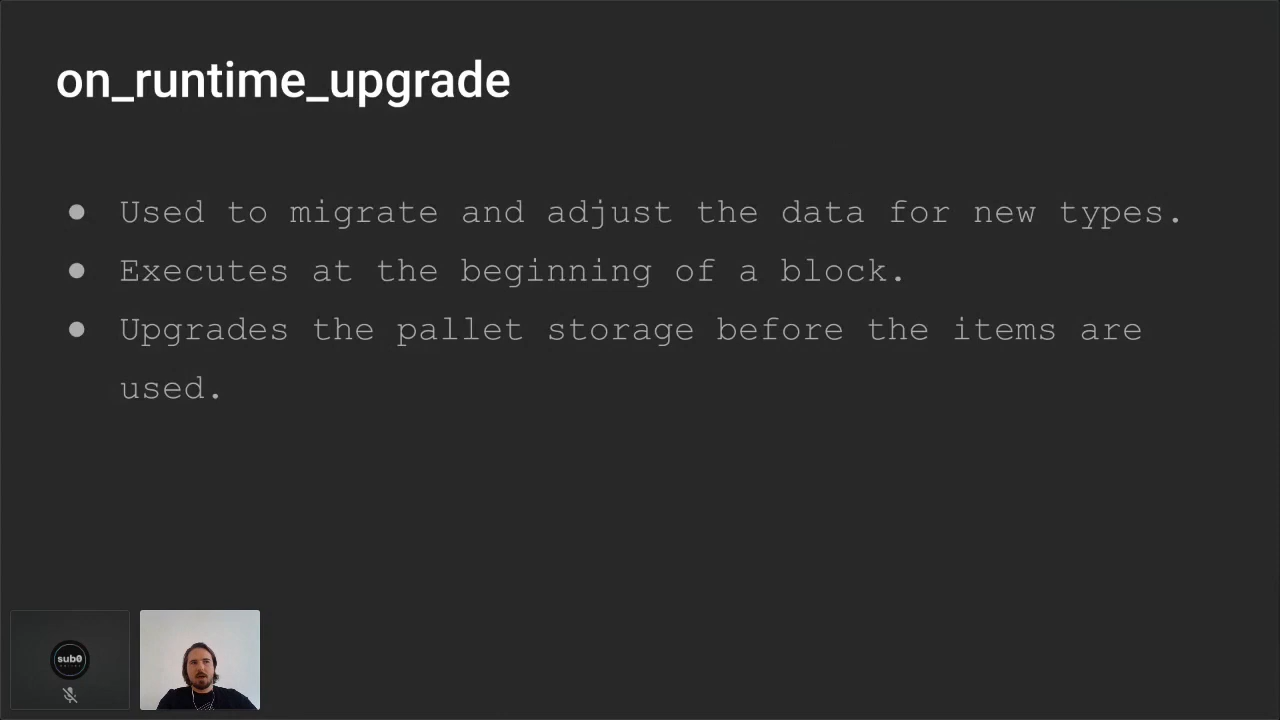 on_runtime_upgrade
● Used to migrate and adjust the data for new types.
● Executes at the beginning of a block.
● Upgrades the pallet storage before the items are
used.
sub0